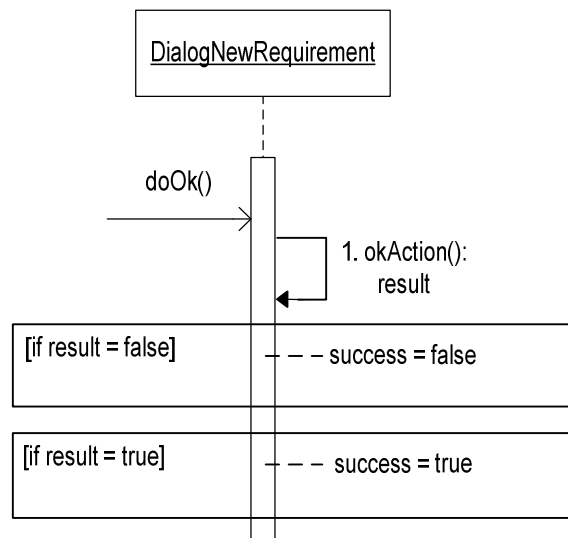 DialogNewRequirement
doOk()
1. okAction():
result
[if result = false]
success = false
[if result = true]
success = true